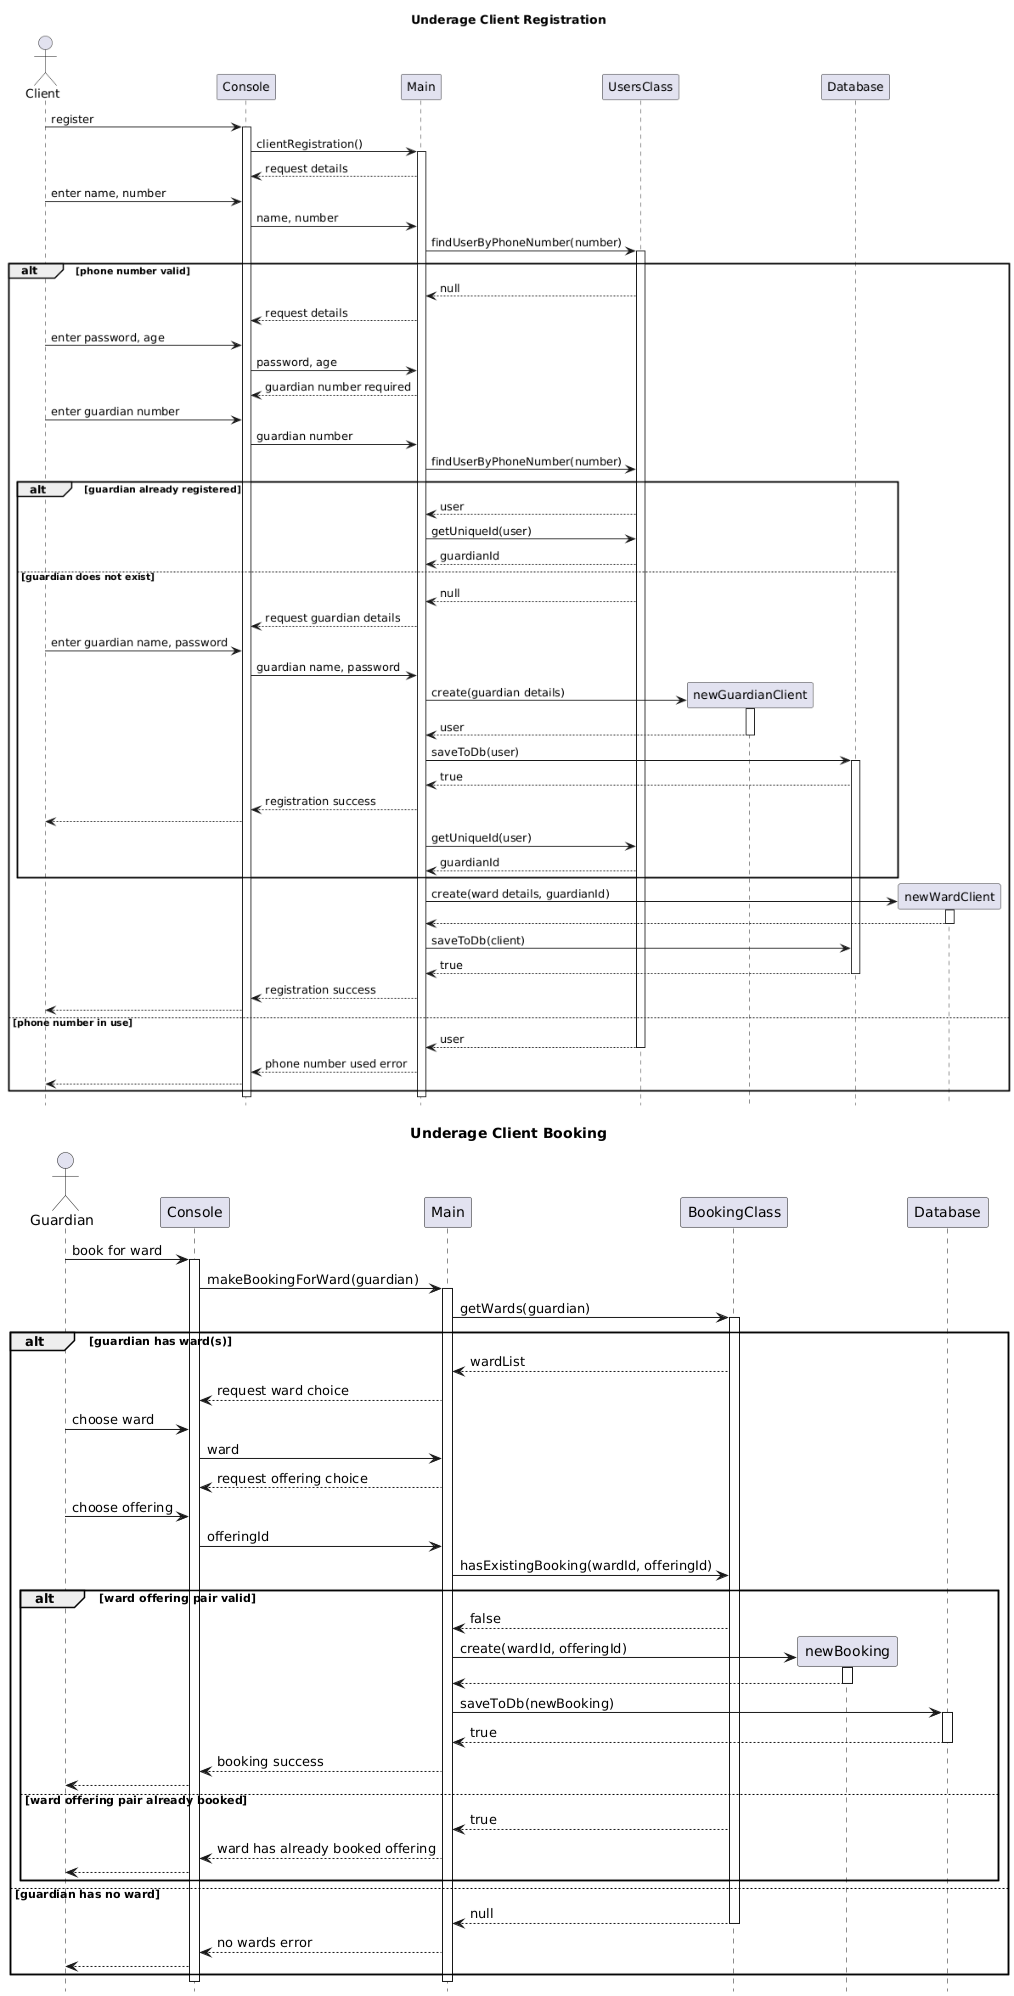 Underage Client Registration
Client
Console
Main
UsersClass
Database
register
clientRegistration()
request details
enter name, number
name, number
findUserByPhoneNumber(number)
alt [phone number valid]
null
request details
enter password, age
password, age
guardian number required
enter guardian number
guardian number
findUserByPhoneNumber(number)
alt [guardian already registered]
user
getUniqueId(user)
guardianId
[guardian does not exist]
null
request guardian details
enter guardian name, password
guardian name, password
create(guardian details)
newGuardianClient
user
saveToDb(user)
true
registration success
getUniqueId(user)
guardianId
create(ward details, guardianId)
newWardClient
saveToDb(client)
true
registration success
[phone number in use]
user
phone number used error
Underage Client Booking
Guardian
Console
Main
BookingClass
Database
book for ward
makeBookingForWard(guardian)
getWards(guardian)
alt [guardian has ward(s)]
wardList
request ward choice
choose ward
ward
request offering choice
choose offering
offeringId
hasExistingBooking(wardId, offeringId)
alt [ward offering pair valid]
false
create(wardId, offeringId)
newBooking
saveToDb(newBooking)
true
booking success
[ward offering pair already booked]
true
ward has already booked offering
[guardian has no ward]
null
no wards error